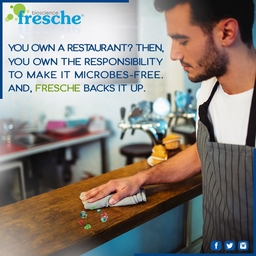 bioscience
fresche
YOU OWN A RESTAURANT? THEN,
YOU OWN THE RESPONSIBILITY
TO MAKE IT MICROBES-FREE.
AND, FRESCHE BACKS IT UP.